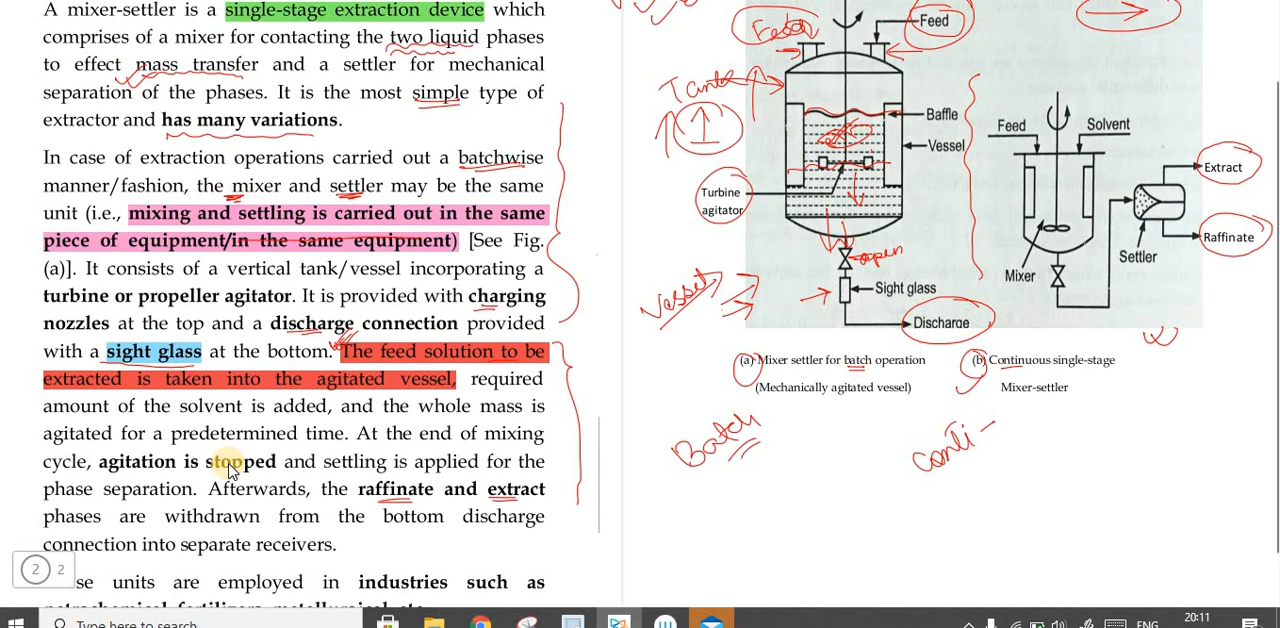 A mixer-settler is a single-stage extraction device which
comprises of a mixer for contacting the two liquid phases
to effect mass transfer and a settler for mechanical
separation of the phases. It is the most simple type of
extractor and has many variations.
In case of extraction operations carried out a batchwise
manner/fashion, the mixer and settler may be the same
unit (i.e., mixing and settling is carried out in the same
piece of equipment/in the same equipment) [See Fig.
(a)]. It consists of a vertical tank/vessel incorporating a
turbine or propeller agitator. It is provided with charging
nozzles at the top and a discharge connection provided
with a sight glass at the bottom. The feed solution to be
extracted is taken into the agitated vessel, required
amount of the solvent is added, and the whole mass is
agitated for a predetermined time. At the end of mixing
cycle, agitation is stopped and settling is applied for the
phase separation. Afterwards, the raffinate and extract
phases are withdrawn from the bottom discharge
connection into separate receivers.
2 2
se units are employed in industries such as
petrochemical, fertilizers, metallurgical etc.
Feed
Tank
Baffle
Vessel
Turbine
agitator
open
Sight glass
Vessel
Discharge
Feed
Solvent
Extract
Raffinate
Settler
Mixer
(a) Mixer settler for batch operation
(Mechanically agitated vessel)
(b) Continuous single-stage
Mixer-settler
Batch
Conti -
Type here to search
ENG
20:11